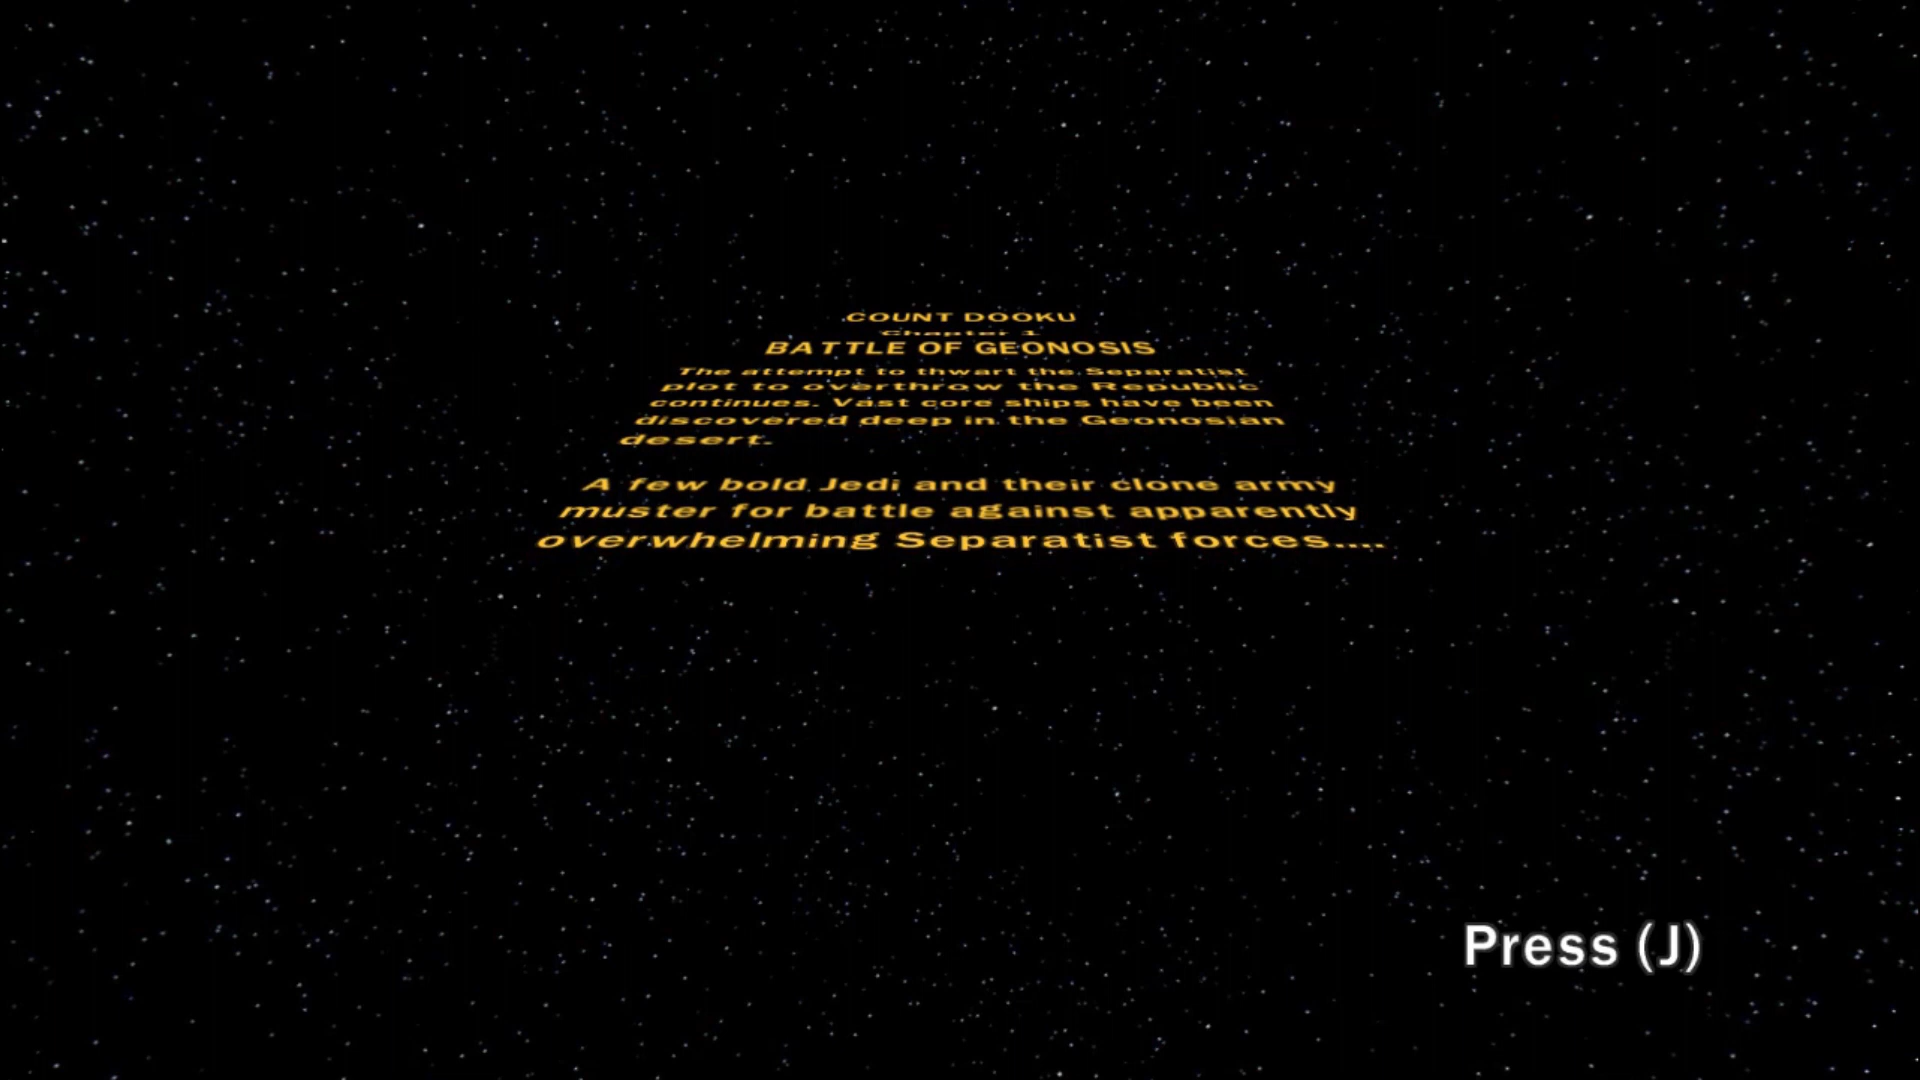 COUNT DOOKU
Chapter 1
BATTLE OF GEONOSIS
The attempt to thwart the Separatist
plot to overthrow the Republic
continues. Vast core ships have been
discovered deep in the Geonosian
desert.
A few bold Jedi and their clone army
muster for battle against apparently
overwhelming Separatist forces....
Press (J)